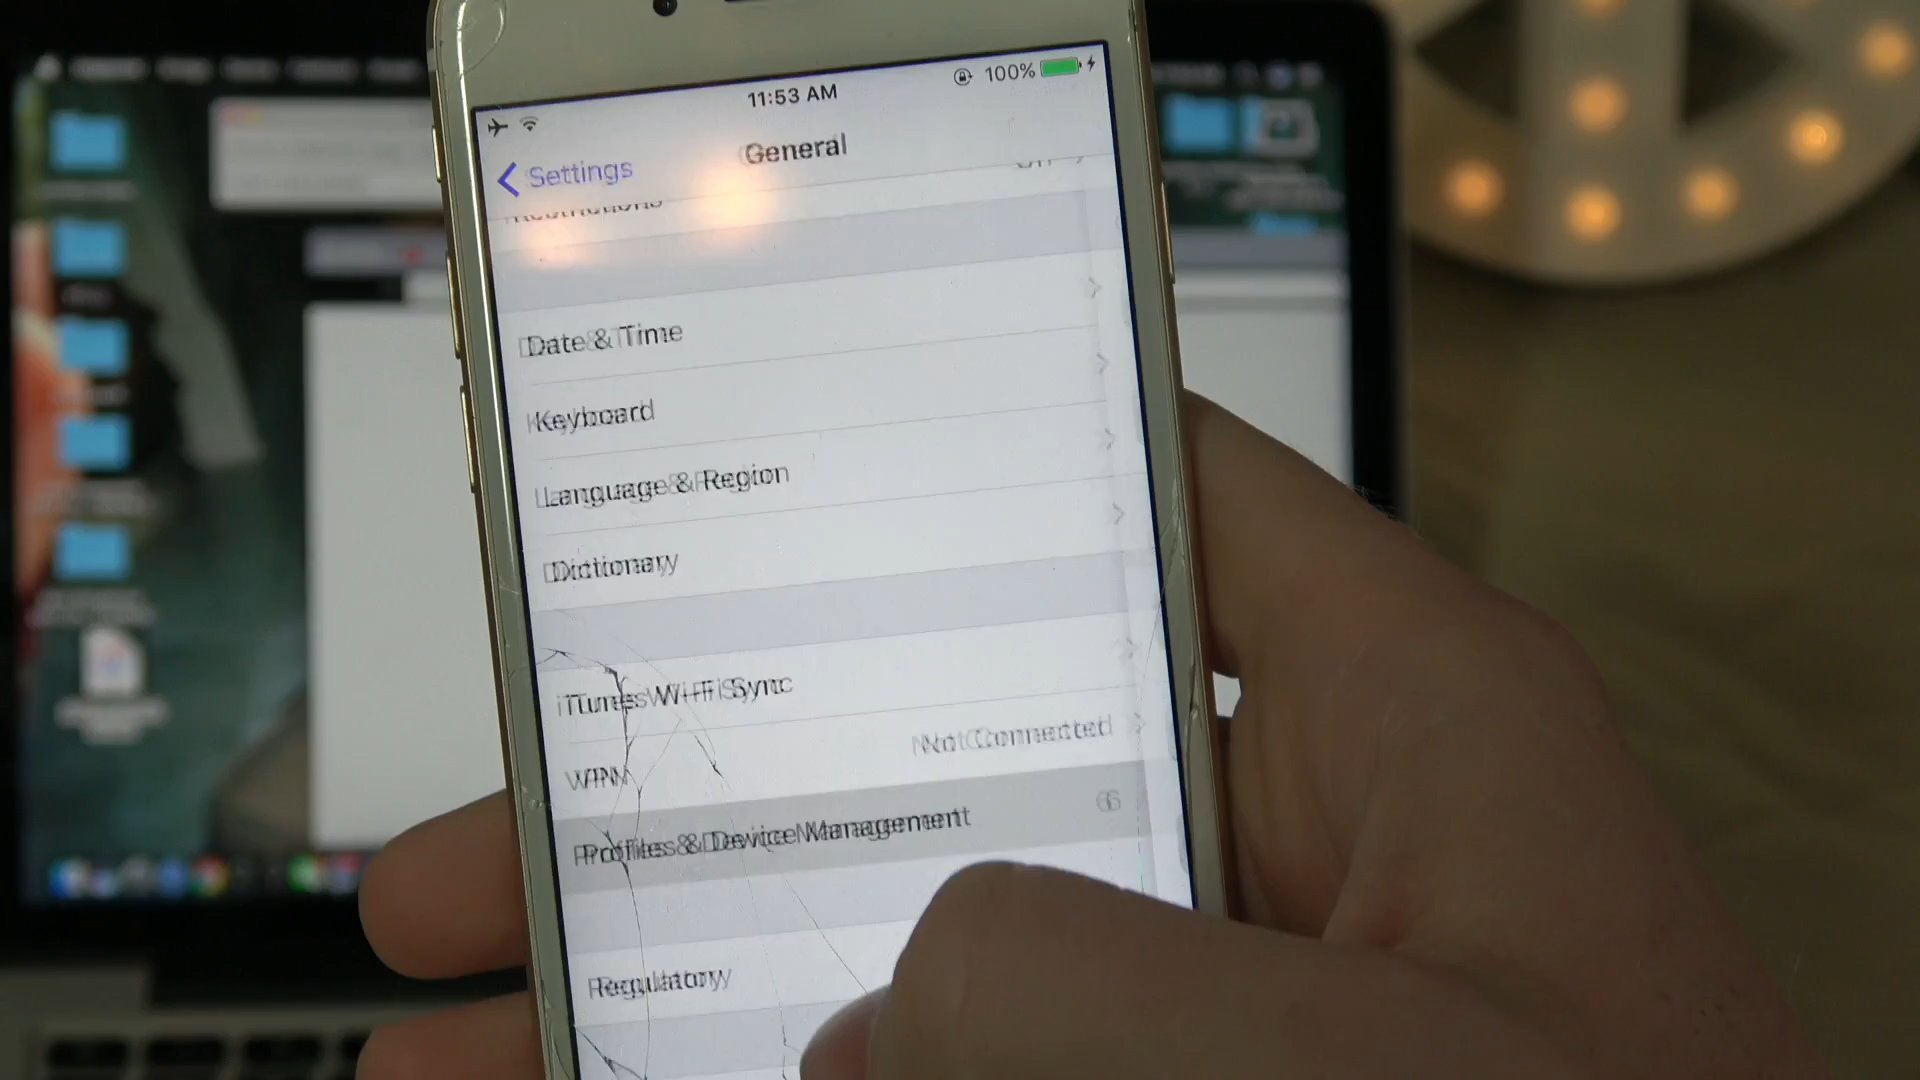 11:53 AM
100%
Settings
General
Restrictions
Date & Time
Keyboard
Language & Region
Dictionary
iTunes Wi-Fi Sync
VPN
Not Connected
Profiles & Device Management
6
Regulatory